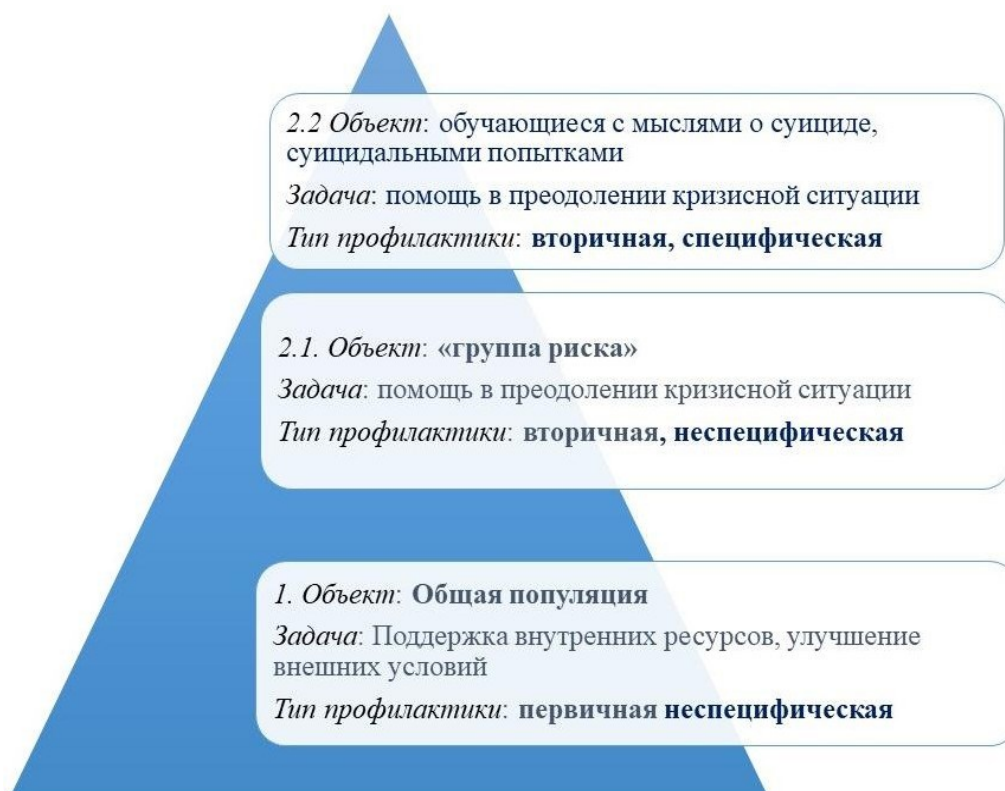 2.2 Объект: обучающиеся с мыслями о суициде,
суицидальными попытками
Задача: помощь в преодолении кризисной ситуации
Тип профилактики: вторичная, специфическая
2.1. Объект: «группа риска»
Задача: помощь в преодолении кризисной ситуации
Тип профилактики: вторичная, неспецифическая
1. Объект: Общая популяция
Задача: Поддержка внутренних ресурсов, улучшение
внешних условий
Тип профилактики: первичная неспецифическая